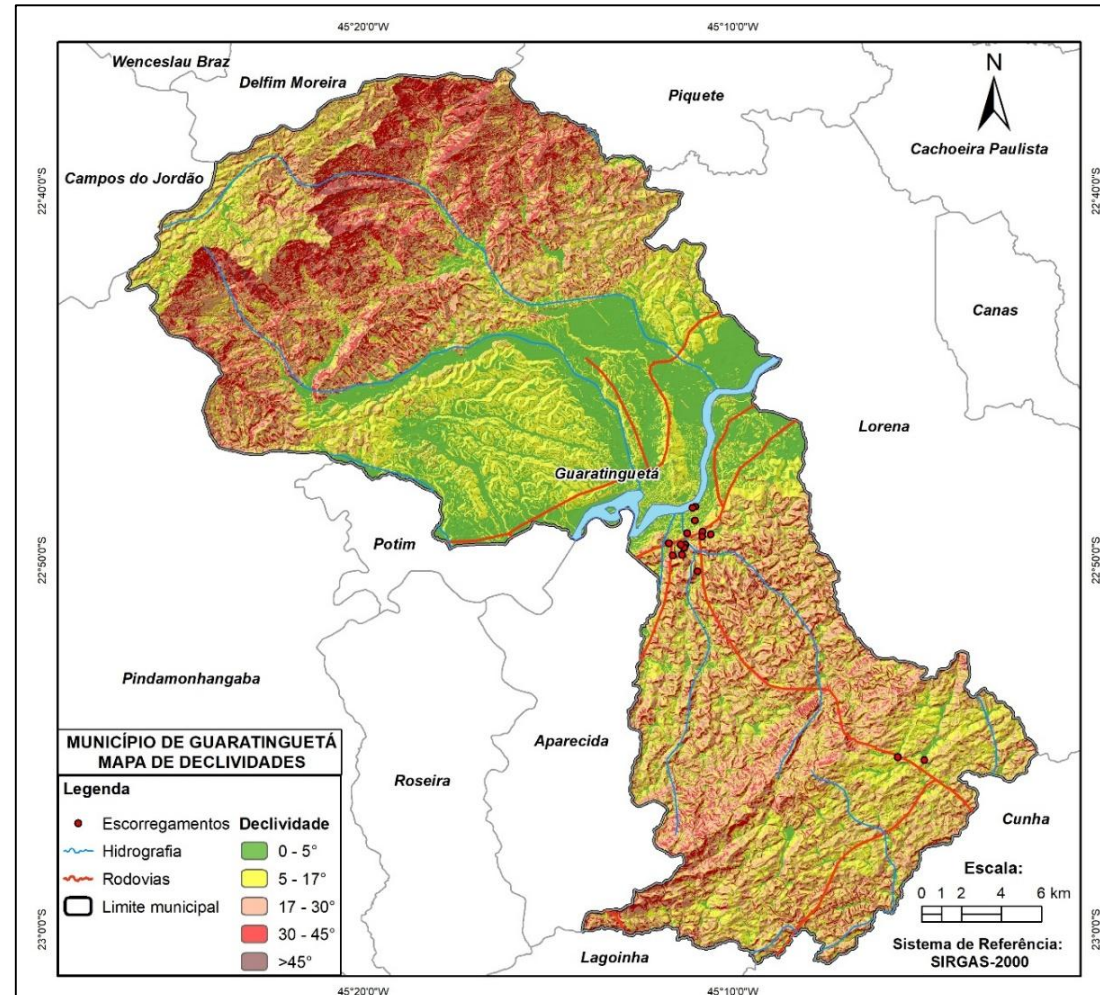 45°20'0"W
45°10'0"W
Wenceslau Braz
Delfim Moreira
Piquete
N
Cachoeira Paulista
Campos do Jordão
22°40'0"S
22°40'0"S
Canas
Lorena
Guaratinguetá
Potim
22°50'0"S
22°50'0"S
Pindamonhangaba
Aparecida
Roseira
Cunha
Lagoinha
MUNICÍPIO DE GUARATINGUETÁ
MAPA DE DECLIVIDADES
Legenda
Escorregamentos
Hidrografia
Rodovias
Limite municipal
Declividade
0 - 5°
5 - 17°
17 - 30°
30 - 45°
>45°
Escala:
0 1 2 4 6 km
Sistema de Referência:
SIRGAS-2000
23°0'0"S
23°0'0"S
45°20'0"W
45°10'0"W